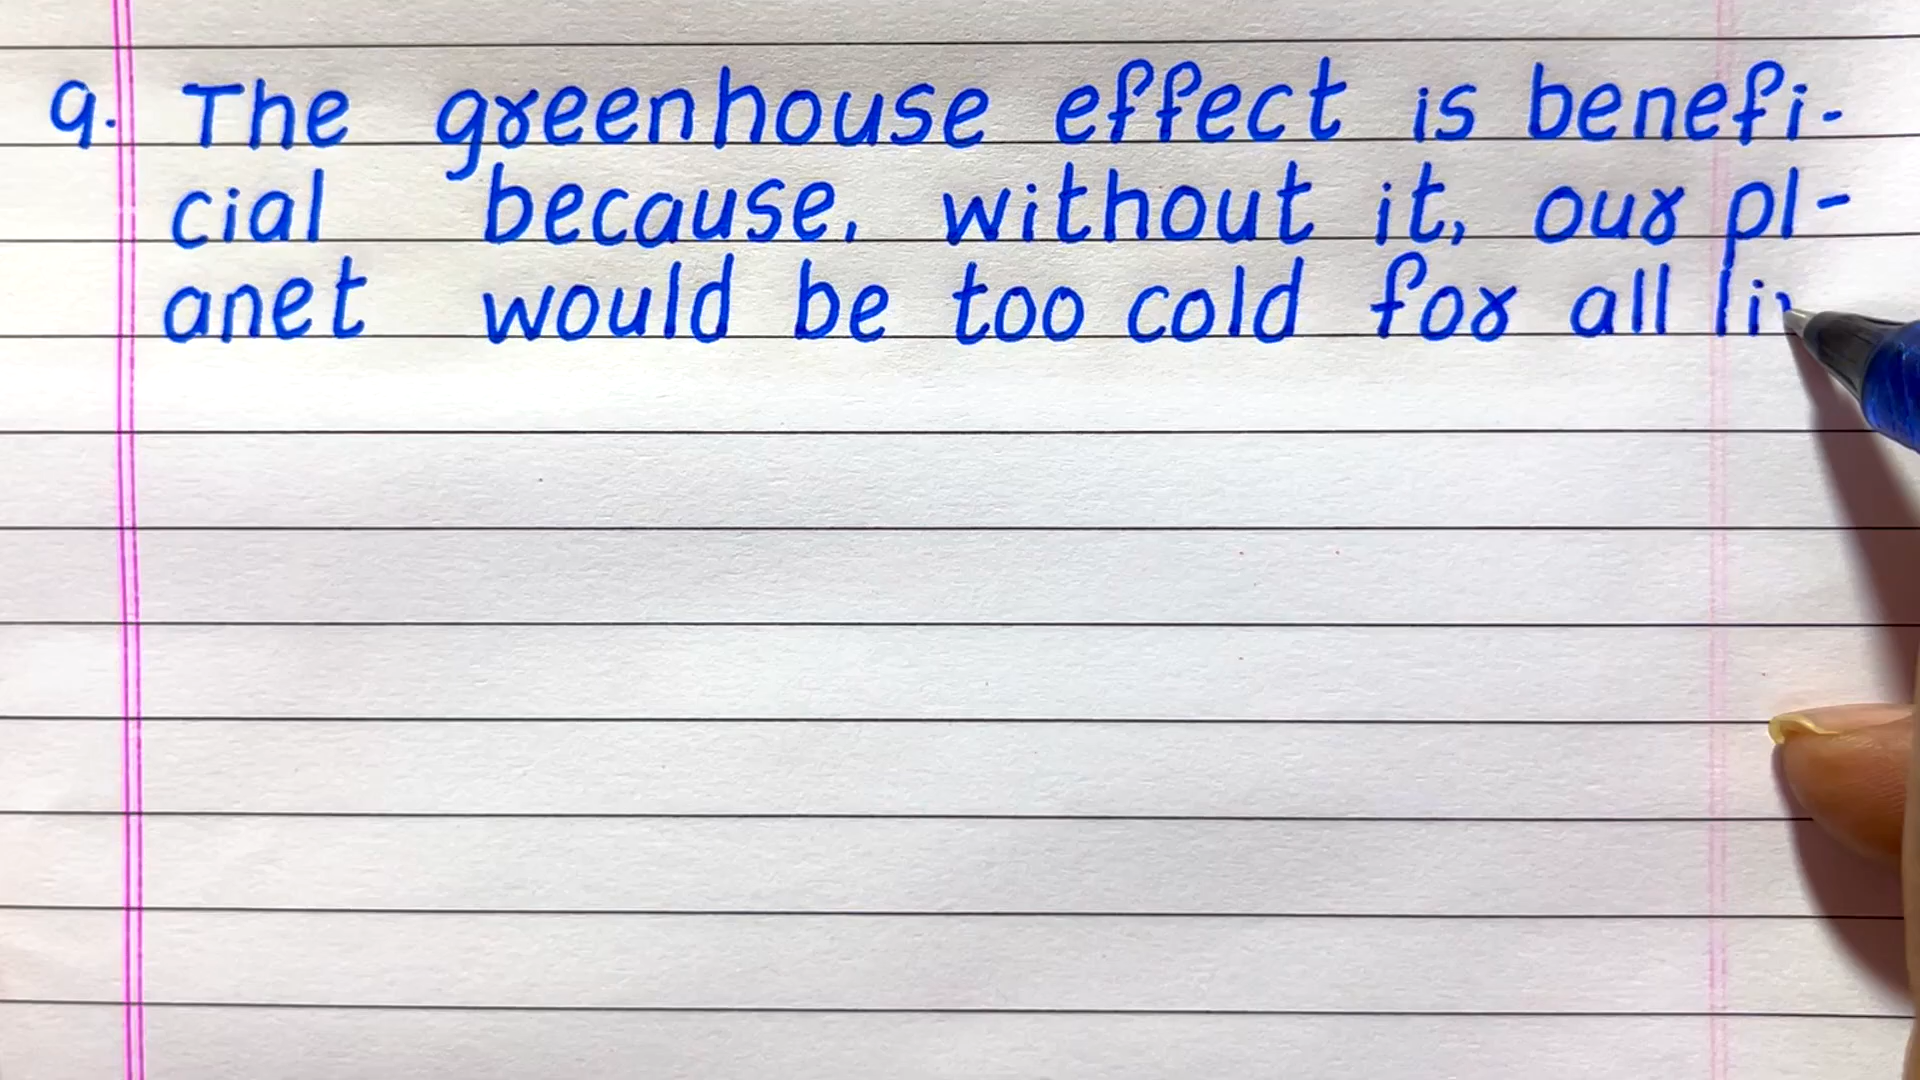 9. The greenhouse effect is benefi-
cial because, without it, our pl-
anet would be too cold for all